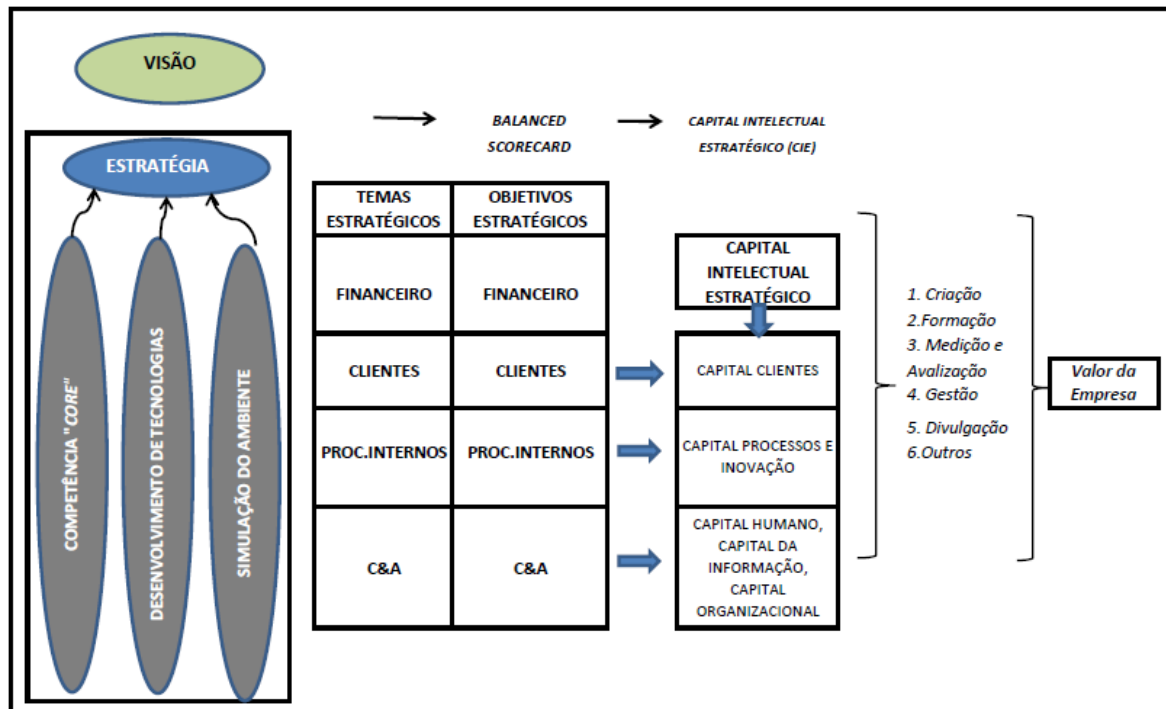 VISÃO
ESTRATÉGIA
COMPETÊNCIA "CORE"
DESENVOLVIMENTO DE TECNOLOGIAS
SIMULAÇÃO DO AMBIENTE
BALANCED
SCORECARD
CAPITAL INTELECTUAL
ESTRATÉGICO (CIE)
TEMAS
ESTRATÉGICOS
OBJETIVOS
ESTRATÉGICOS
FINANCEIRO
FINANCEIRO
CLIENTES
CLIENTES
PROC.INTERNOS
PROC.INTERNOS
C&A
C&A
CAPITAL
INTELECTUAL
ESTRATÉGICO
CAPITAL CLIENTES
CAPITAL PROCESSOS E
INOVAÇÃO
CAPITAL HUMANO,
CAPITAL DA
INFORMAÇÃO,
CAPITAL
ORGANIZACIONAL
1. Criação
2.Formação
3. Medição e
Avalização
4. Gestão
5. Divulgação
6.Outros
Valor da
Empresa